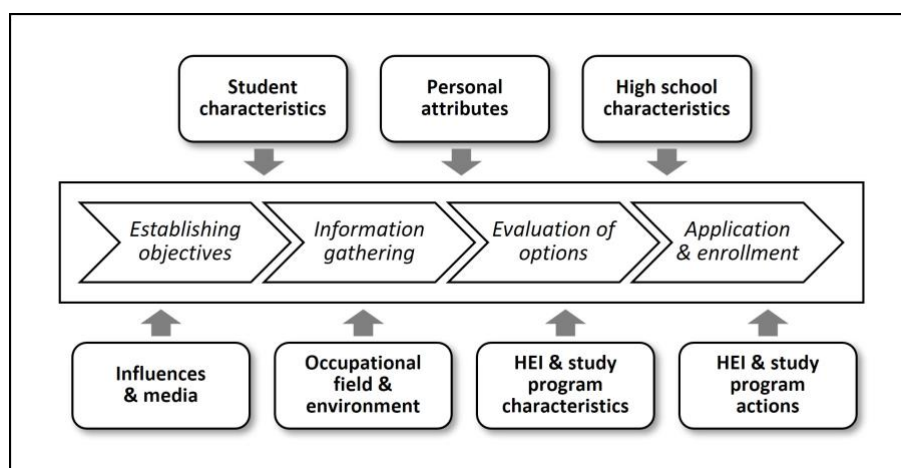 Student
characteristics
Personal
attributes
High school
characteristics
Establishing
objectives
Information
gathering
Evaluation of
options
Application
& enrollment
Influences
& media
Occupational
field &
environment
HEI & study
program
characteristics
HEI & study
program
actions